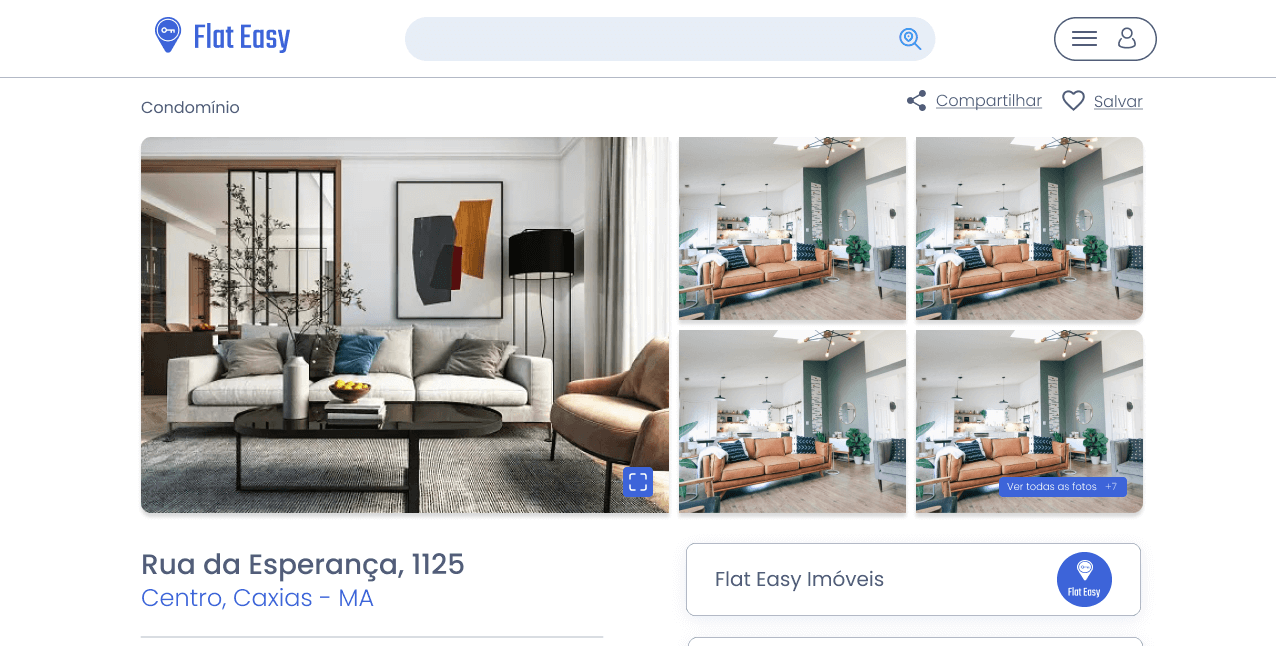 Flat Easy
Condomínio
Compartilhar
Salvar
Ver todas as fotos +7
Rua da Esperança, 1125
Centro, Caxias - MA
Flat Easy Imóveis
Flat Easy